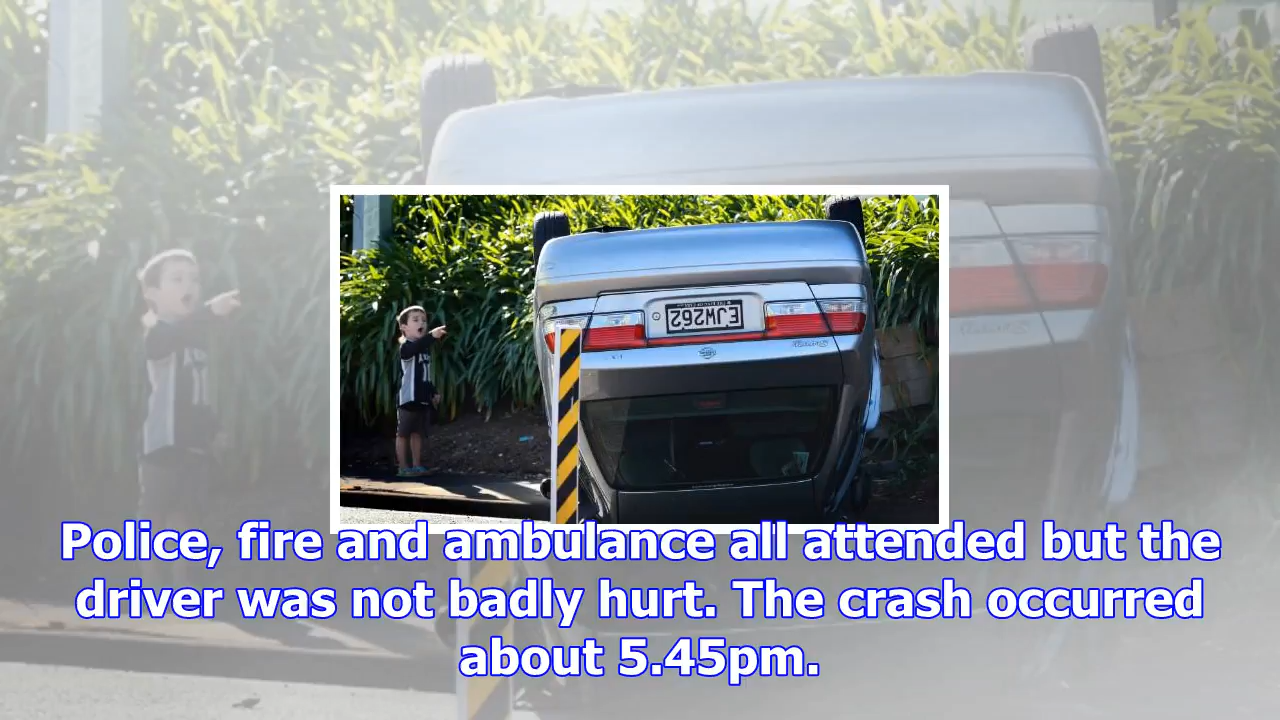 EJW262
Police, fire and ambulance all attended but the
driver was not badly hurt. The crash occurred
about 5.45pm.